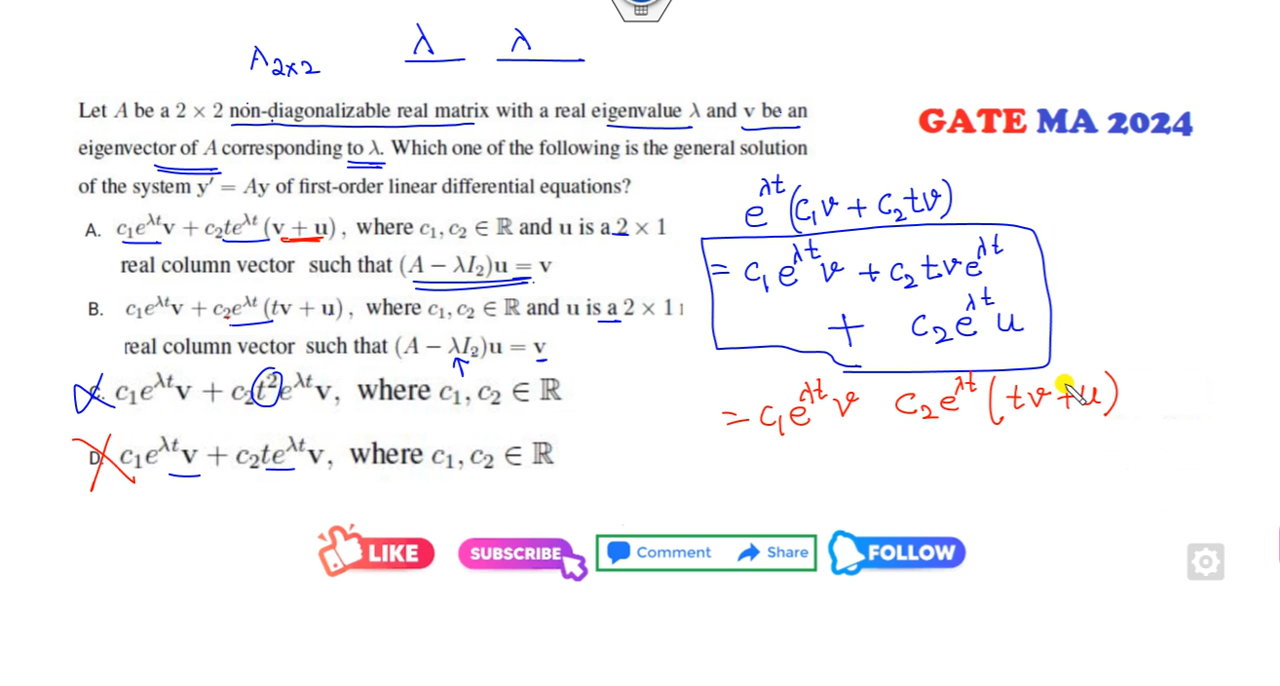 A₂ₓ₂ λ λ
Let A be a 2 × 2 non-diagonalizable real matrix with a real eigenvalue λ and v be an
eigenvector of A corresponding to λ. Which one of the following is the general solution
of the system y′ = Ay of first-order linear differential equations?
A. c₁e^{λt}v + c₂te^{λt} (v + u), where c₁, c₂ ∈ ℝ and u is a 2 × 1
real column vector such that (A − λI₂)u = v
B. c₁e^{λt}v + c₂e^{λt} (tv + u), where c₁, c₂ ∈ ℝ and u is a 2 × 1
real column vector such that (A − λI₂)u = v
c₁e^{λt}v + c₂t²e^{λt}v, where c₁, c₂ ∈ ℝ
D. c₁e^{λt}v + c₂te^{λt}v, where c₁, c₂ ∈ ℝ
GATE MA 2024
e^{λt}(c₁v + c₂tv)
= c₁e^{λt}v + c₂tve^{λt}
+ c₂e^{λt}u
= c₁e^{λt}v c₂e^{λt}(tv+u)
LIKE SUBSCRIBE Comment Share FOLLOW